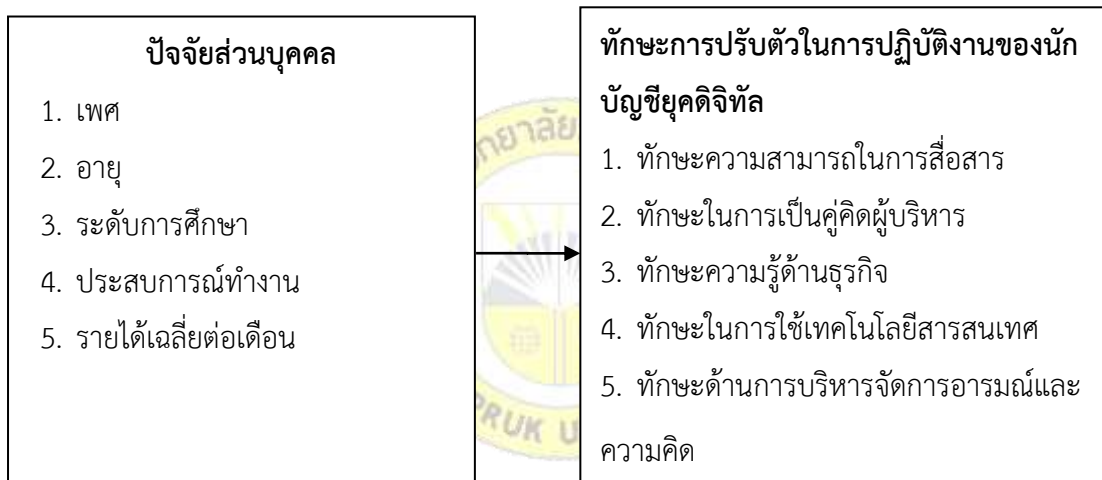 ปัจจัยส่วนบุคคล
1. เพศ
2. อายุ
3. ระดับการศึกษา
4. ประสบการณ์ทำงาน
5. รายได้เฉลี่ยต่อเดือน
ทักษะการปรับตัวในการปฏิบัติงานของนัก
บัญชียุคดิจิทัล
1. ทักษะความสามารถในการสื่อสาร
2. ทักษะในการเป็นคู่คิดผู้บริหาร
3. ทักษะความรู้ด้านธุรกิจ
4. ทักษะในการใช้เทคโนโลยีสารสนเทศ
5. ทักษะด้านการบริหารจัดการอารมณ์และ
ความคิด